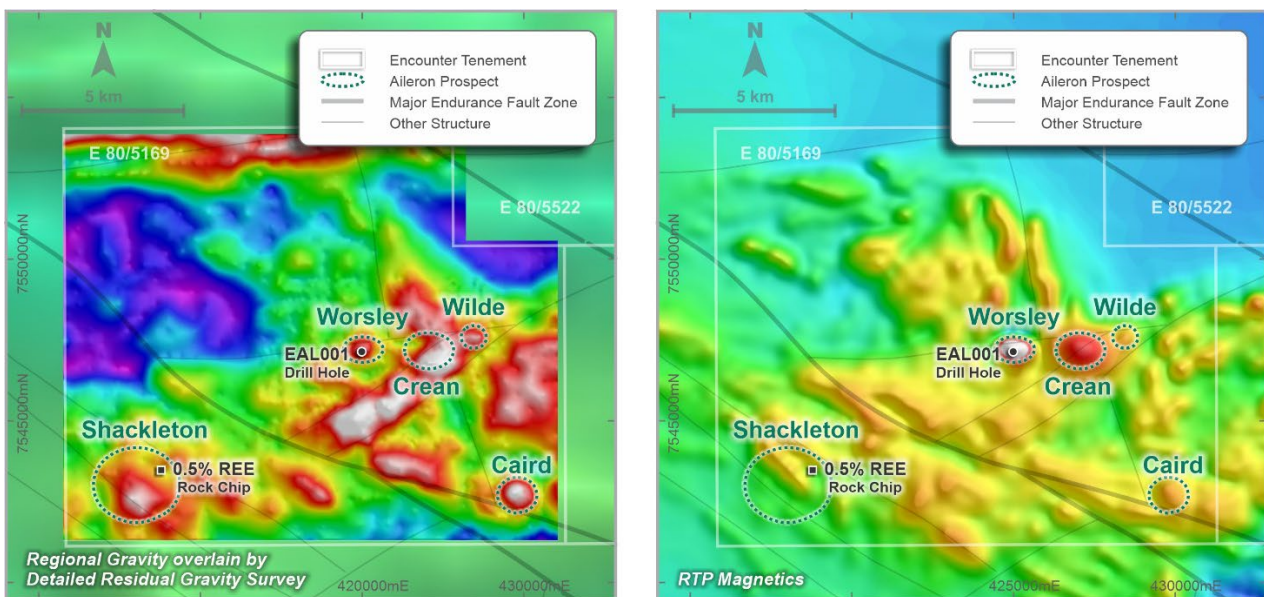 N
5 km
Encounter Tenement
Aileron Prospect
Major Endurance Fault Zone
Other Structure
E 80/5169
E 80/5522
7550000mN
7545000mN
Worsley
Wilde
EAL001
Drill Hole
Crean
Shackleton
0.5% REE
Rock Chip
Caird
Regional Gravity overlain by
Detailed Residual Gravity Survey
420000mE
430000mE
N
5 km
Encounter Tenement
Aileron Prospect
Major Endurance Fault Zone
Other Structure
E 80/5169
E 80/5522
7550000mN
7545000mN
Worsley
Wilde
EAL001
Drill Hole
Crean
Shackleton
0.5% REE
Rock Chip
Caird
RTP Magnetics
425000mE
430000mE